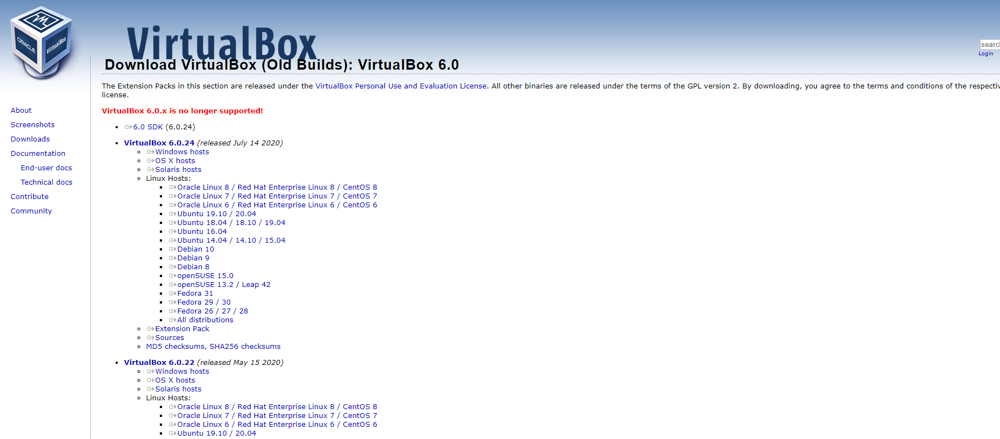 ORACLE
VirtualBox
VirtualBox
search
Login
Download VirtualBox (Old Builds): VirtualBox 6.0
The Extension Packs in this section are released under the VirtualBox Personal Use and Evaluation License. All other binaries are released under the terms of the GPL version 2. By downloading, you agree to the terms and conditions of the respectiv
license.
VirtualBox 6.0.x is no longer supported!
About
Screenshots
Downloads
Documentation
End-user docs
Technical docs
Contribute
Community
6.0 SDK (6.0.24)
VirtualBox 6.0.24 (released July 14 2020)
Windows hosts
OS X hosts
Solaris hosts
Linux Hosts:
Oracle Linux 8 / Red Hat Enterprise Linux 8 / CentOS 8
Oracle Linux 7 / Red Hat Enterprise Linux 7 / CentOS 7
Oracle Linux 6 / Red Hat Enterprise Linux 6 / CentOS 6
Ubuntu 19.10 / 20.04
Ubuntu 18.04 / 18.10 / 19.04
Ubuntu 16.04
Ubuntu 14.04 / 14.10 / 15.04
Debian 10
Debian 9
Debian 8
openSUSE 15.0
openSUSE 13.2 / Leap 42
Fedora 31
Fedora 29 / 30
Fedora 26 / 27 / 28
All distributions
Extension Pack
Sources
MD5 checksums, SHA256 checksums
VirtualBox 6.0.22 (released May 15 2020)
Windows hosts
OS X hosts
Solaris hosts
Linux Hosts:
Oracle Linux 8 / Red Hat Enterprise Linux 8 / CentOS 8
Oracle Linux 7 / Red Hat Enterprise Linux 7 / CentOS 7
Oracle Linux 6 / Red Hat Enterprise Linux 6 / CentOS 6
Ubuntu 19.10 / 20.04